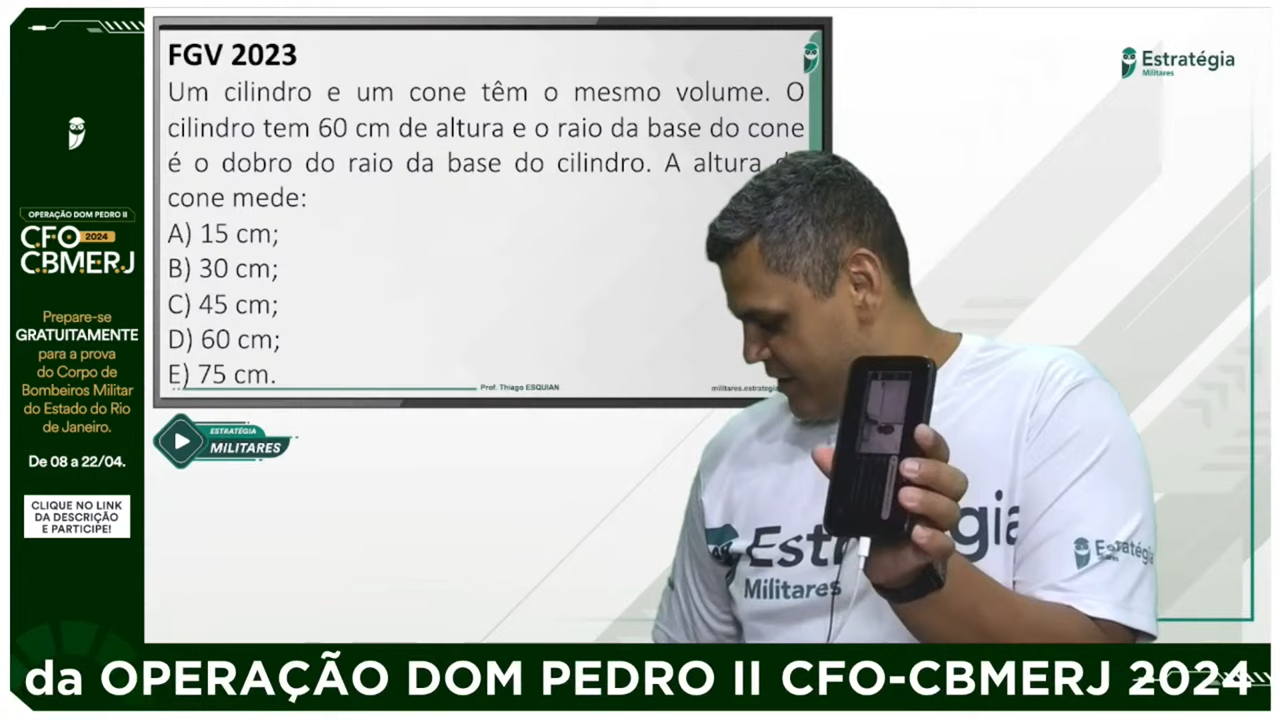 FGV 2023
Um cilindro e um cone têm o mesmo volume. O
cilindro tem 60 cm de altura e o raio da base do cone
é o dobro do raio da base do cilindro. A altura
cone mede:
A) 15 cm;
B) 30 cm;
C) 45 cm;
D) 60 cm;
E) 75 cm.
Prof. Thiago ESQUIAN
militares.estrategia
ESTRATÉGIA
MILITARES
Estratégia
Militares
OPERAÇÃO DOM PEDRO II
CFO 2024
CBMERJ
Prepare-se
GRATUITAMENTE
para a prova
do Corpo de
Bombeiros Militar
do Estado do Rio
de Janeiro.
De 08 a 22/04.
CLIQUE NO LINK
DA DESCRIÇÃO
E PARTICIPE!
Estr gia
Militares
Estratégia
da OPERAÇÃO DOM PEDRO II CFO-CBMERJ 2024